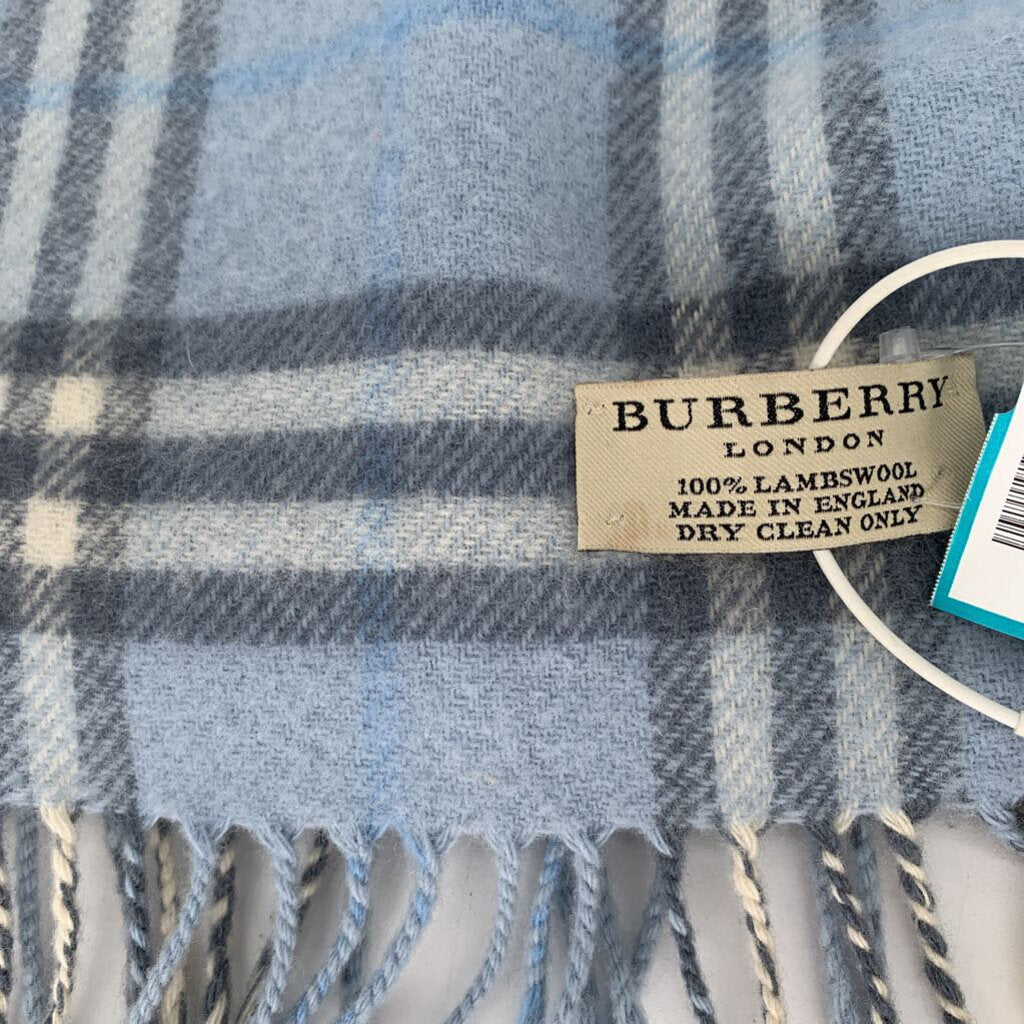 BURBERRY
LONDON
100% LAMBSWOOL
MADE IN ENGLAND
DRY CLEAN ONLY